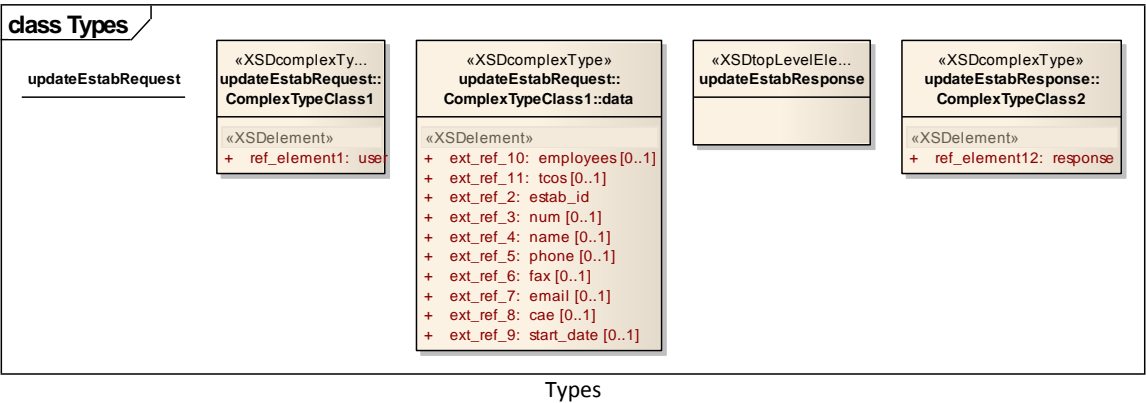 class Types
updateEstabRequest
«XSDcomplexTy...
updateEstabRequest::
ComplexTypeClass1
«XSDelement»
+ ref_element1: user
«XSDcomplexType»
updateEstabRequest::
ComplexTypeClass1::data
«XSDelement»
+ ext_ref_10: employees [0..1]
+ ext_ref_11: tcos [0..1]
+ ext_ref_2: estab_id
+ ext_ref_3: num [0..1]
+ ext_ref_4: name [0..1]
+ ext_ref_5: phone [0..1]
+ ext_ref_6: fax [0..1]
+ ext_ref_7: email [0..1]
+ ext_ref_8: cae [0..1]
+ ext_ref_9: start_date [0..1]
«XSDtopLevelEle...
updateEstabResponse
«XSDcomplexType»
updateEstabResponse::
ComplexTypeClass2
«XSDelement»
+ ref_element12: response
Types